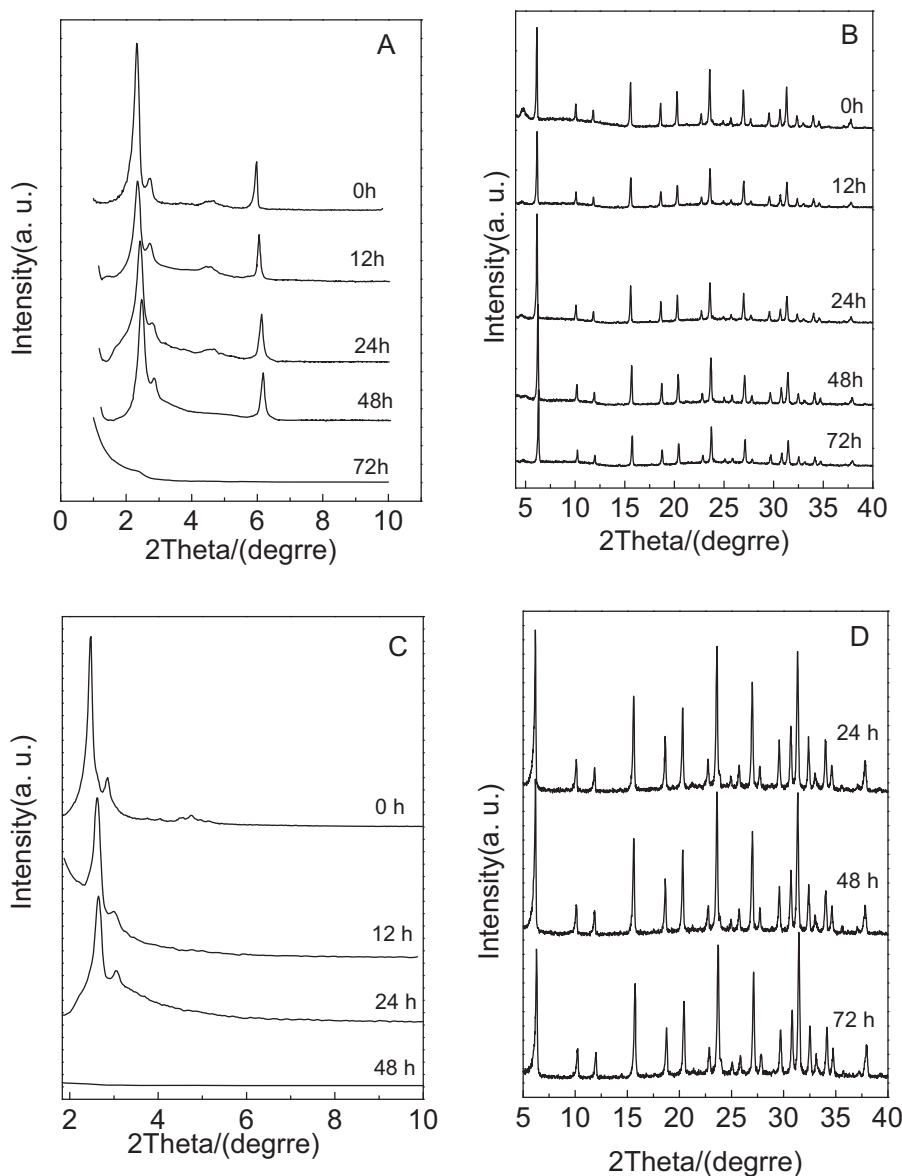 A
Intensity(a. u.)
0h
12h
24h
48h
72h
0 2 4 6 8 10
2Theta/(degrre)
B
Intensity(a. u.)
0h
12h
24h
48h
72h
5 10 15 20 25 30 35 40
2Theta/(degrre)
C
Intensity(a. u.)
0 h
12 h
24 h
48 h
2 4 6 8 10
2Theta/(degrre)
D
Intensity(a. u.)
24 h
48 h
72 h
5 10 15 20 25 30 35 40
2Theta/(degrre)